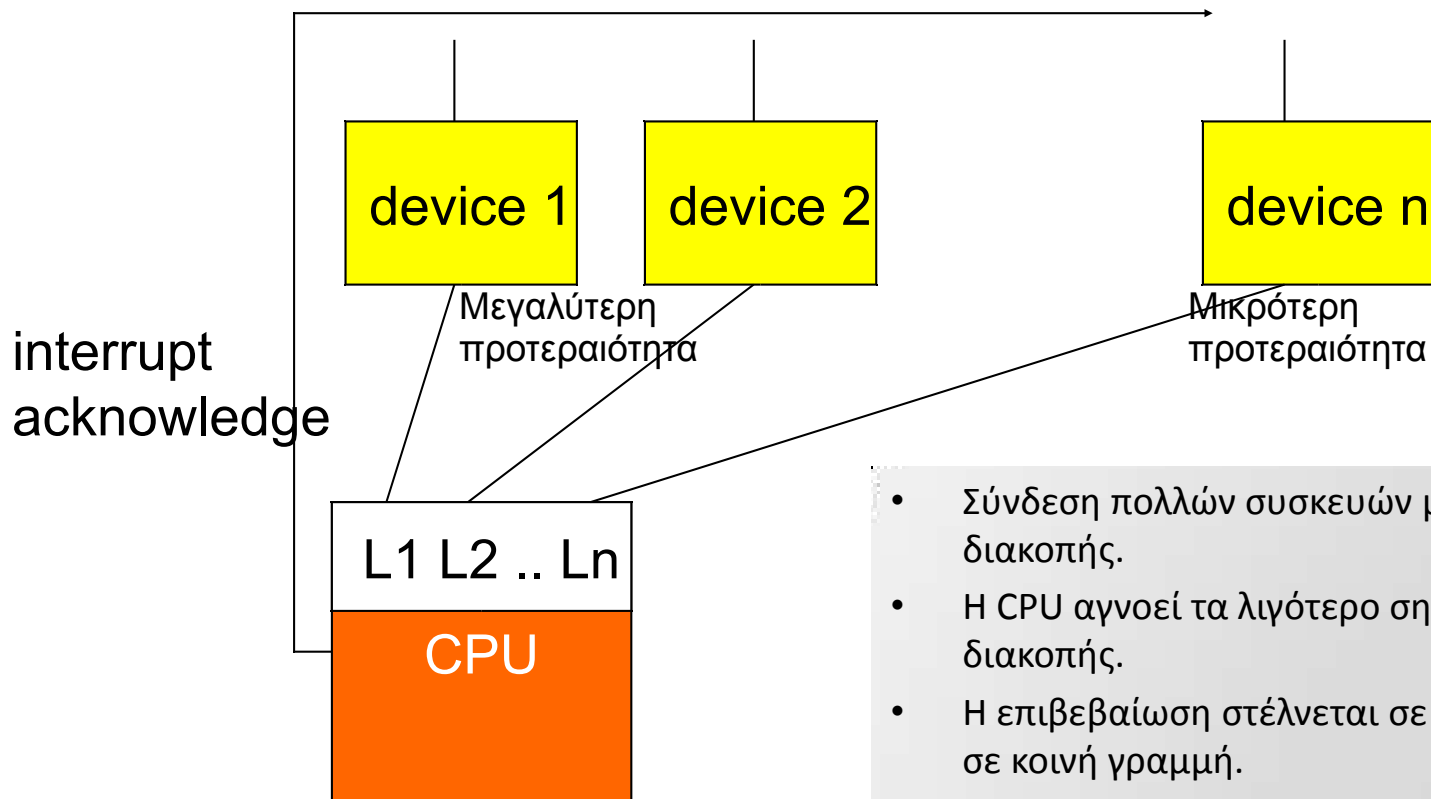 device 1
device 2
device n
Μεγαλύτερη
προτεραιότητα
Μικρότερη
προτεραιότητα
interrupt
acknowledge
L1 L2 .. Ln
CPU
• Σύνδεση πολλών συσκευών
διακοπής.
• Η CPU αγνοεί τα λιγότερο
διακοπής.
• Η επιβεβαίωση στέλνεται σε
σε κοινή γραμμή.